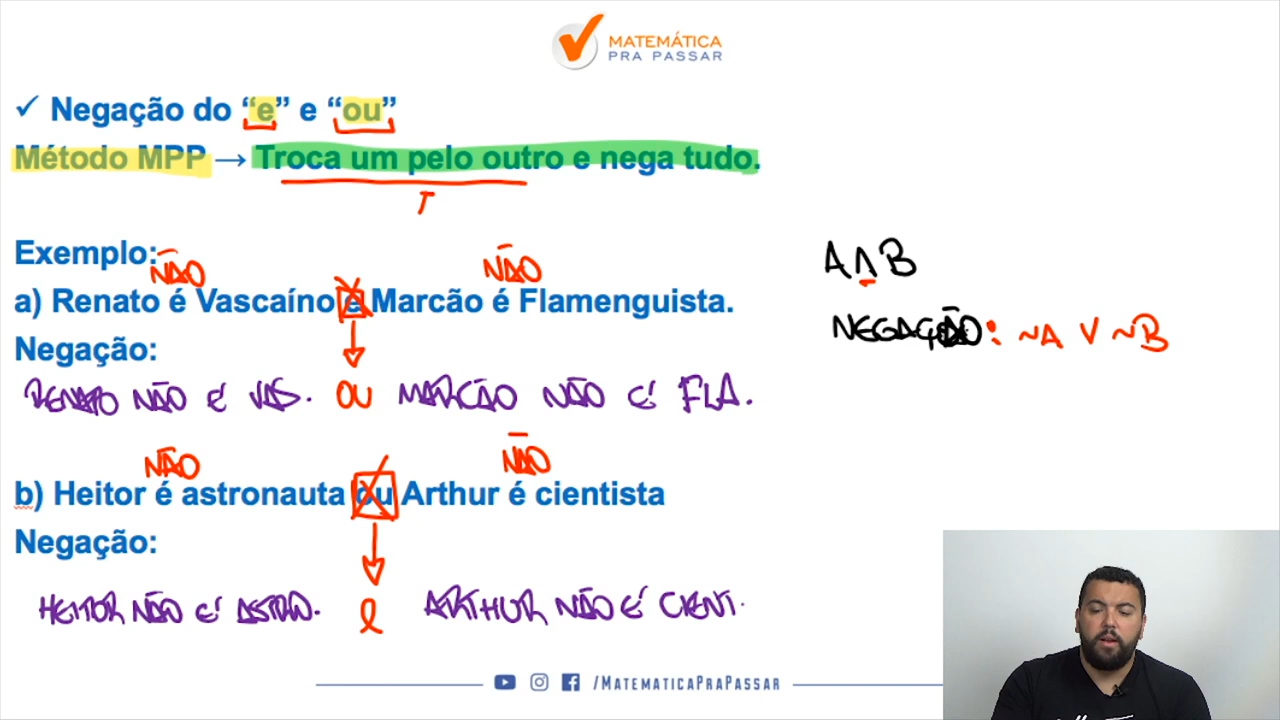 MATEMÁTICA
PRA PASSAR
✓ Negação do “e” e “ou”
Método MPP → Troca um pelo outro e nega tudo.
T
Exemplo:
NÃO NÃO
a) Renato é Vascaíno e Marcão é Flamenguista.
Negação:
RENATO NÃO É VAS. OU MARCÃO NÃO É FLA.
NÃO NÃO
b) Heitor é astronauta ou Arthur é cientista
Negação:
HEITOR NÃO É ASTRO. e ARTHUR NÃO É CIENT.
A ∧ B
NEGAÇÃO: ~A V ~B
/MATEMATICAPRAPASSAR